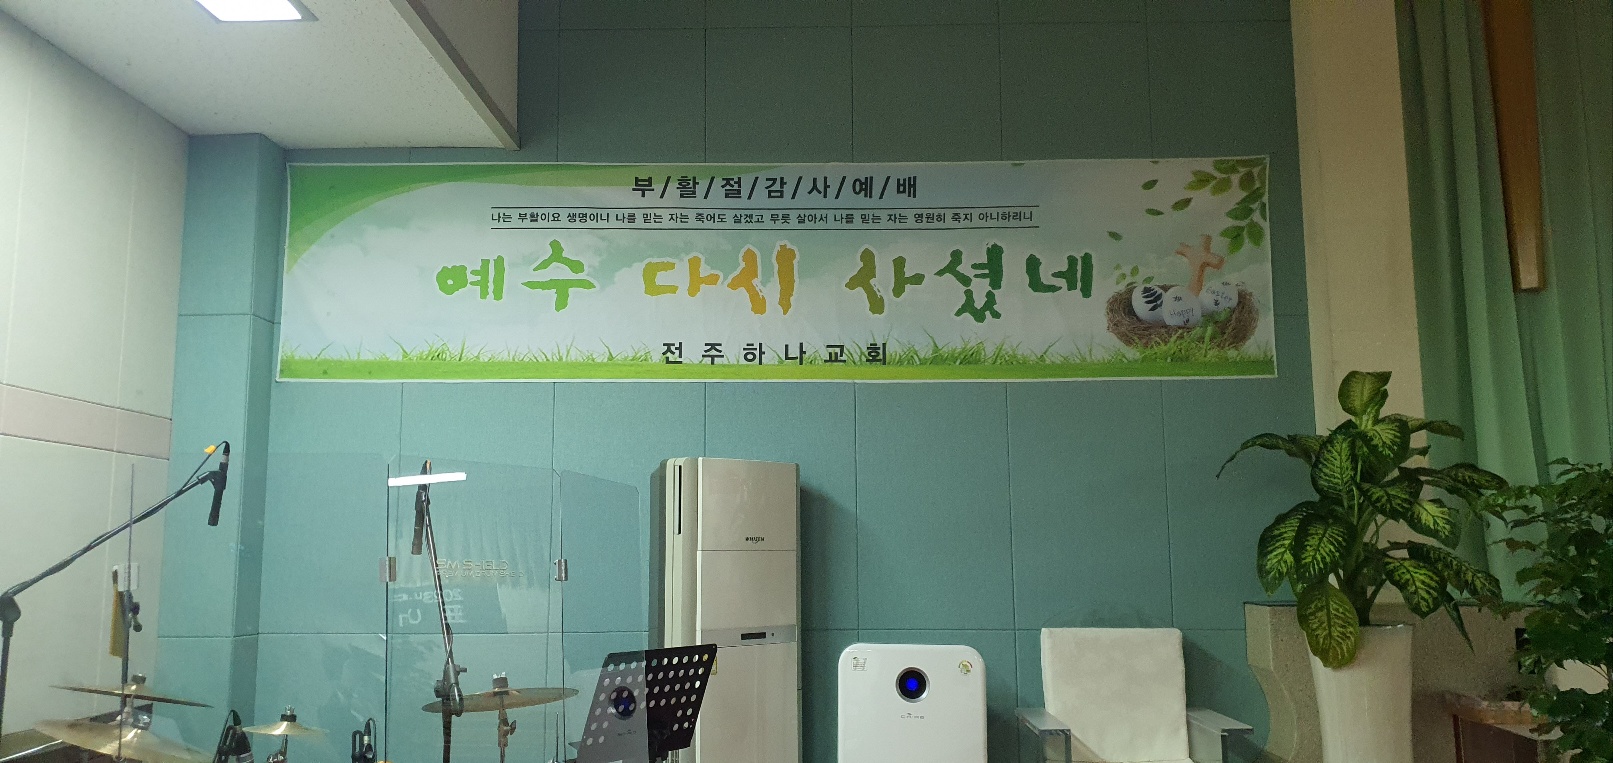 부/활/절/감/사/예/배
나는 부활이요 생명이니 나를 믿는 자는 죽어도 살겠고 무릇 살아서 나를 믿는 자는 영원히 죽지 아니하리니
예수 다시 사셨네
전주하나교회
Happy
Easter